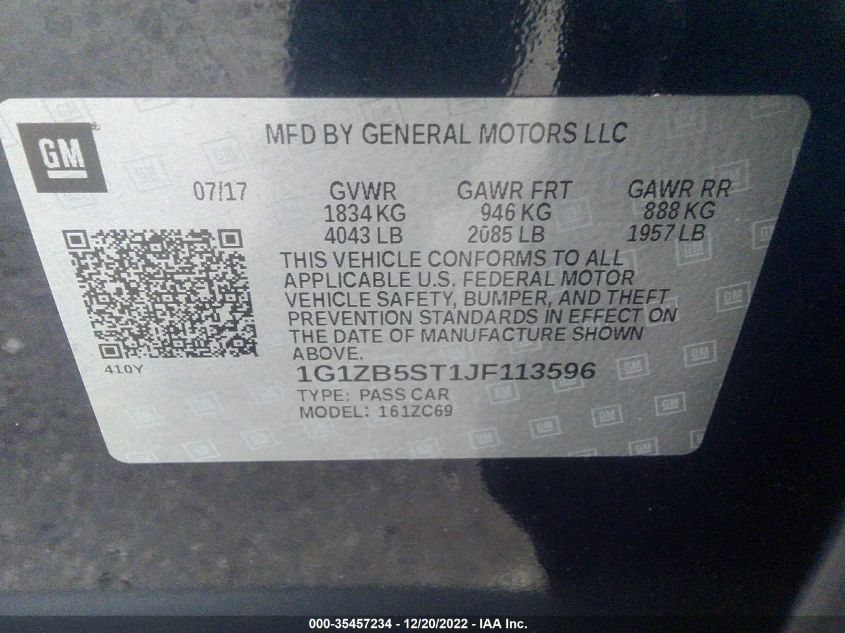 GM
MFD BY GENERAL MOTORS LLC
07/17 GVWR GAWR FRT GAWR RR
1834 KG 946 KG 888 KG
4043 LB 2085 LB 1957 LB
THIS VEHICLE CONFORMS TO ALL
APPLICABLE U.S. FEDERAL MOTOR
VEHICLE SAFETY, BUMPER, AND THEFT
PREVENTION STANDARDS IN EFFECT ON
THE DATE OF MANUFACTURE SHOWN
ABOVE.
410Y
1G1ZB5ST1JF113596
TYPE: PASS CAR
MODEL: 161ZC69
000-35457234 - 12/20/2022 - IAA Inc.